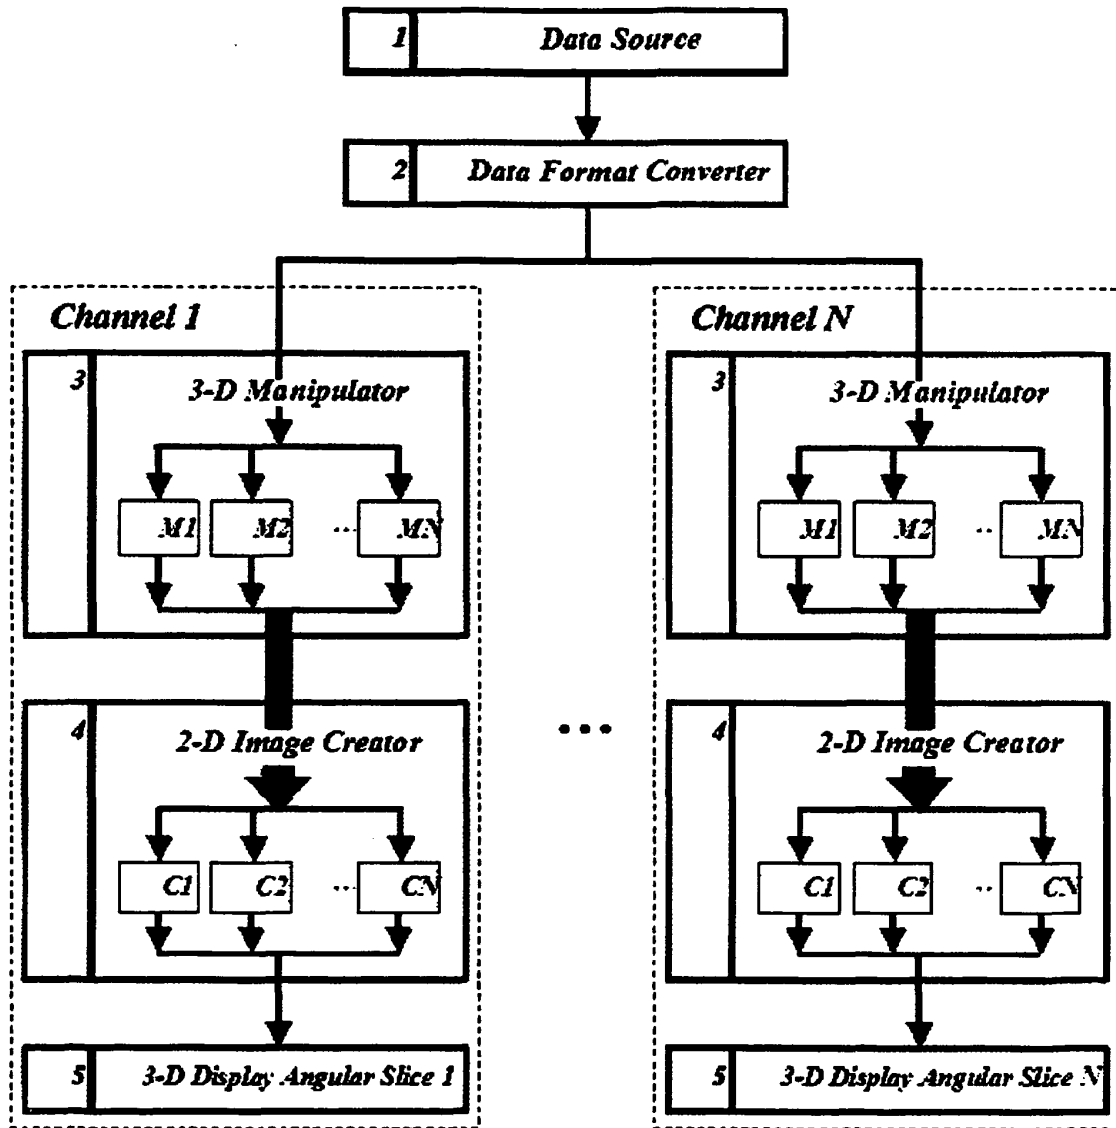 1 Data Source
2 Data Format Converter
Channel 1
3 3-D Manipulator
M1 M2 ... MN
4 2-D Image Creator
C1 C2 ... CN
5 3-D Display Angular Slice 1
...
Channel N
3 3-D Manipulator
M1 M2 .. MN
4 2-D Image Creator
C1 C2 .. CN
5 3-D Display Angular Slice N